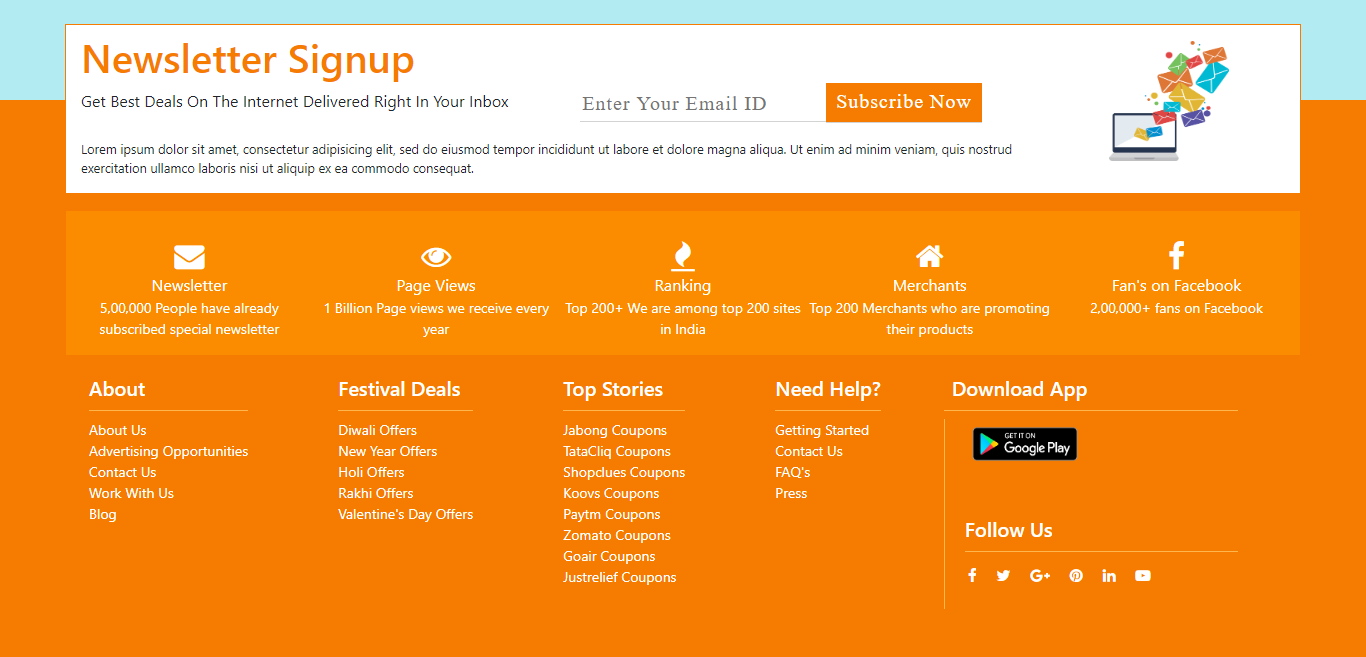 Newsletter Signup
Get Best Deals On The Internet Delivered Right In Your Inbox
Enter Your Email ID
Subscribe Now
Lorem ipsum dolor sit amet, consectetur adipisicing elit, sed do eiusmod tempor incididunt ut labore et dolore magna aliqua. Ut enim ad minim veniam, quis nostrud
exercitation ullamco laboris nisi ut aliquip ex ea commodo consequat.
Newsletter
5,00,000 People have already
subscribed special newsletter
Page Views
1 Billion Page views we receive every
year
Ranking
Top 200+ We are among top 200 sites
in India
Merchants
Top 200 Merchants who are promoting
their products
Fan's on Facebook
2,00,000+ fans on Facebook
About
About Us
Advertising Opportunities
Contact Us
Work With Us
Blog
Festival Deals
Diwali Offers
New Year Offers
Holi Offers
Rakhi Offers
Valentine's Day Offers
Top Stories
Jabong Coupons
TataCliq Coupons
Shopclues Coupons
Koovs Coupons
Paytm Coupons
Zomato Coupons
Goair Coupons
Justrelief Coupons
Need Help?
Getting Started
Contact Us
FAQ's
Press
Download App
GET IT ON
Google Play
Follow Us